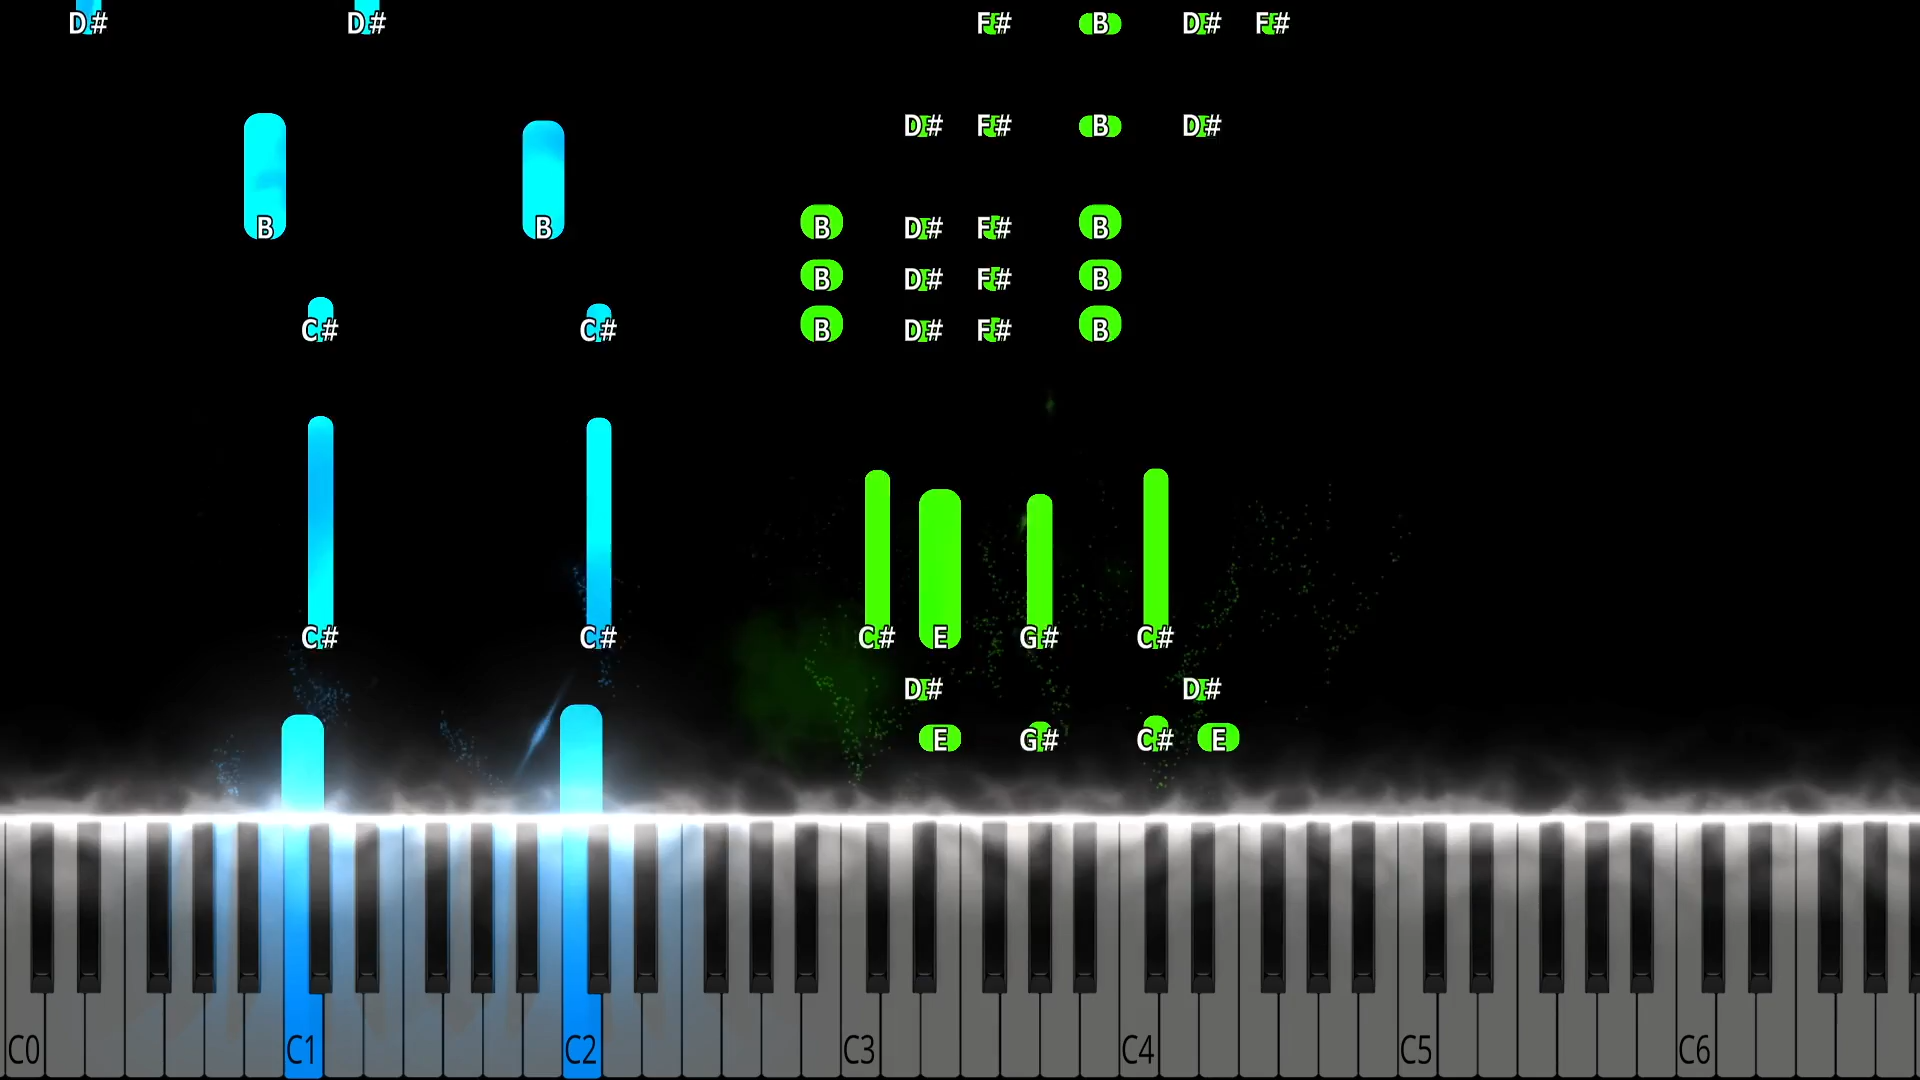 D# D# F# B D# F#
D# F# B D#
B B B D# F# B
B D# F# B
C# C# B D# F# B
C# C# C# E G# C#
D# D#
E G# C# E
C0 C1 C2 C3 C4 C5 C6